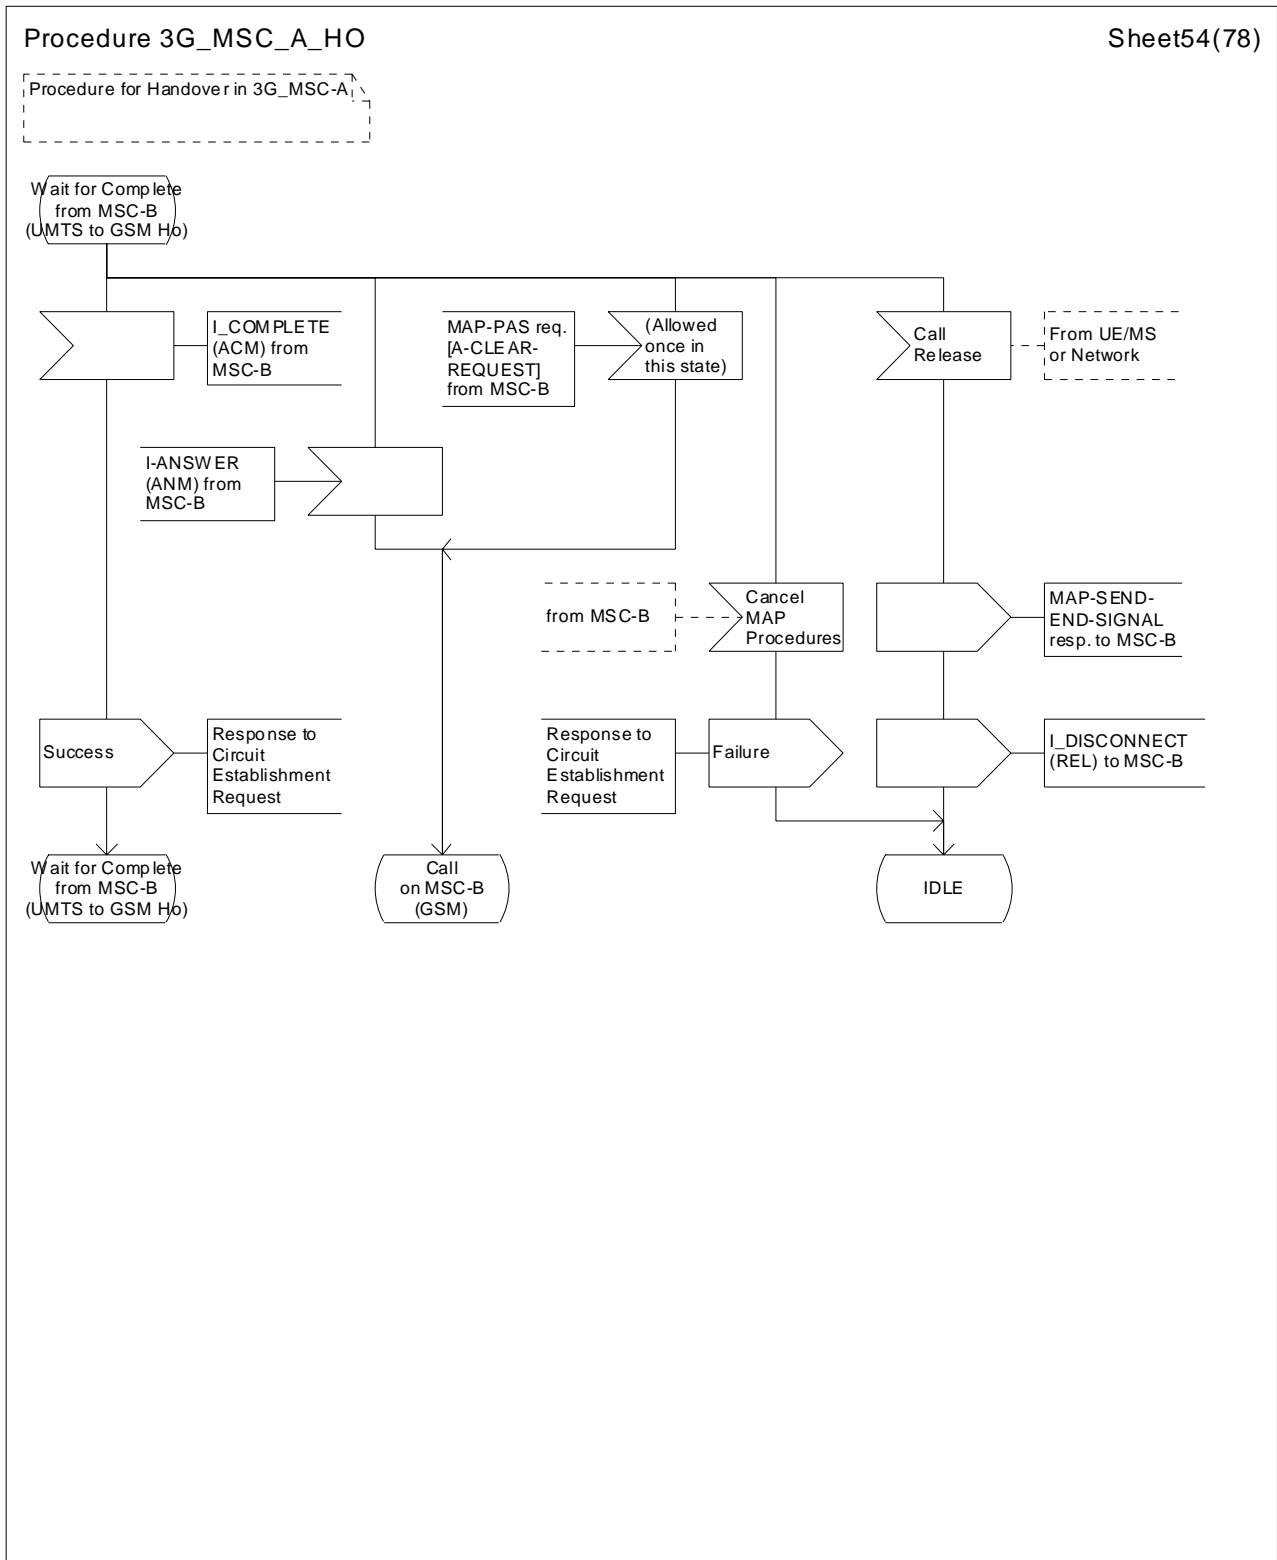 Procedure 3G_MSC_A_HO
Sheet54(78)
Procedure for Handover in 3G_MSC-A
Wait for Complete
from MSC-B
(UMTS to GSM Ho)
I_COMPLETE
(ACM) from
MSC-B
MAP-PAS req.
[A-CLEAR-
REQUEST]
from MSC-B
(Allowed
once in
this state)
Call
Release
From UE/MS
or Network
I-ANSWER
(ANM) from
MSC-B
from MSC-B
Cancel
MAP
Procedures
MAP-SEND-
END-SIGNAL
resp. to MSC-B
Success
Response to
Circuit
Establishment
Request
Response to
Circuit
Establishment
Request
Failure
I_DISCONNECT
(REL) to MSC-B
Wait for Complete
from MSC-B
(UMTS to GSM Ho)
Call
on MSC-B
(GSM)
IDLE